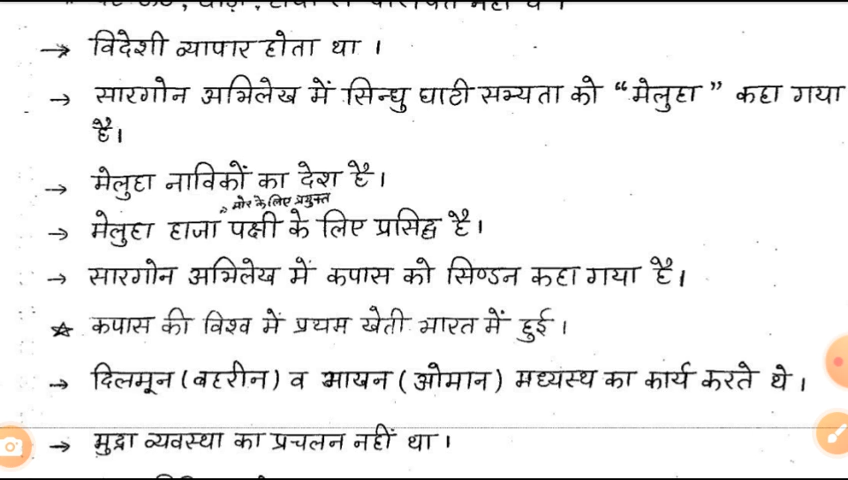 → विदेशी व्यापार होता था ।
→ सारगोन अभिलेख में सिन्धु घाटी सभ्यता को “मेलुहा” कहा गया
है।
→ मेलुहा नाविकों का देश है।
मोर के लिए प्रयुक्त
→ मेलुहा हाजा पक्षी के लिए प्रसिद्ध है।
→ सारगोन अभिलेख में कपास को सिण्डन कहा गया है।
☆ कपास की विश्व में प्रथम खेती भारत में हुई।
→ दिलमून (बहरीन) व मायन (ओमान) मध्यस्थ का कार्य करते थे।
→ मुद्रा व्यवस्था का प्रचलन नहीं था।